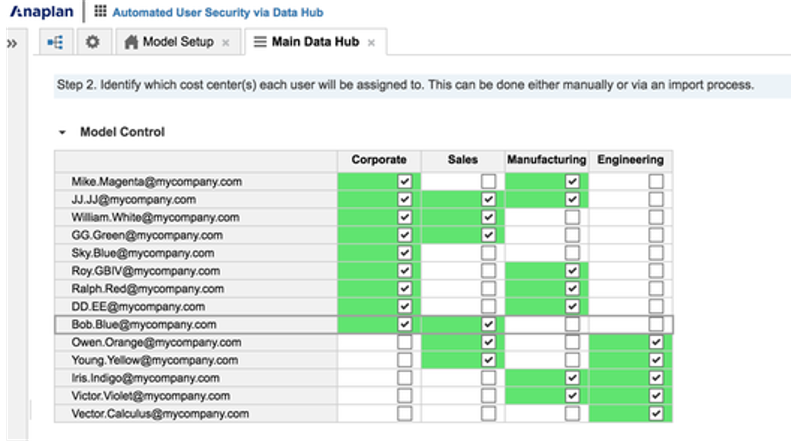 Anaplan Automated User Security via Data Hub
» Model Setup × Main Data Hub ×
Step 2. Identify which cost center(s) each user will be assigned to. This can be done either manually or via an import process.
Model Control
Corporate Sales Manufacturing Engineering
Mike.Magenta@mycompany.com
JJ.JJ@mycompany.com
William.White@mycompany.com
GG.Green@mycompany.com
Sky.Blue@mycompany.com
Roy.GBIV@mycompany.com
Ralph.Red@mycompany.com
DD.EE@mycompany.com
Bob.Blue@mycompany.com
Owen.Orange@mycompany.com
Young.Yellow@mycompany.com
Iris.Indigo@mycompany.com
Victor.Violet@mycompany.com
Vector.Calculus@mycompany.com